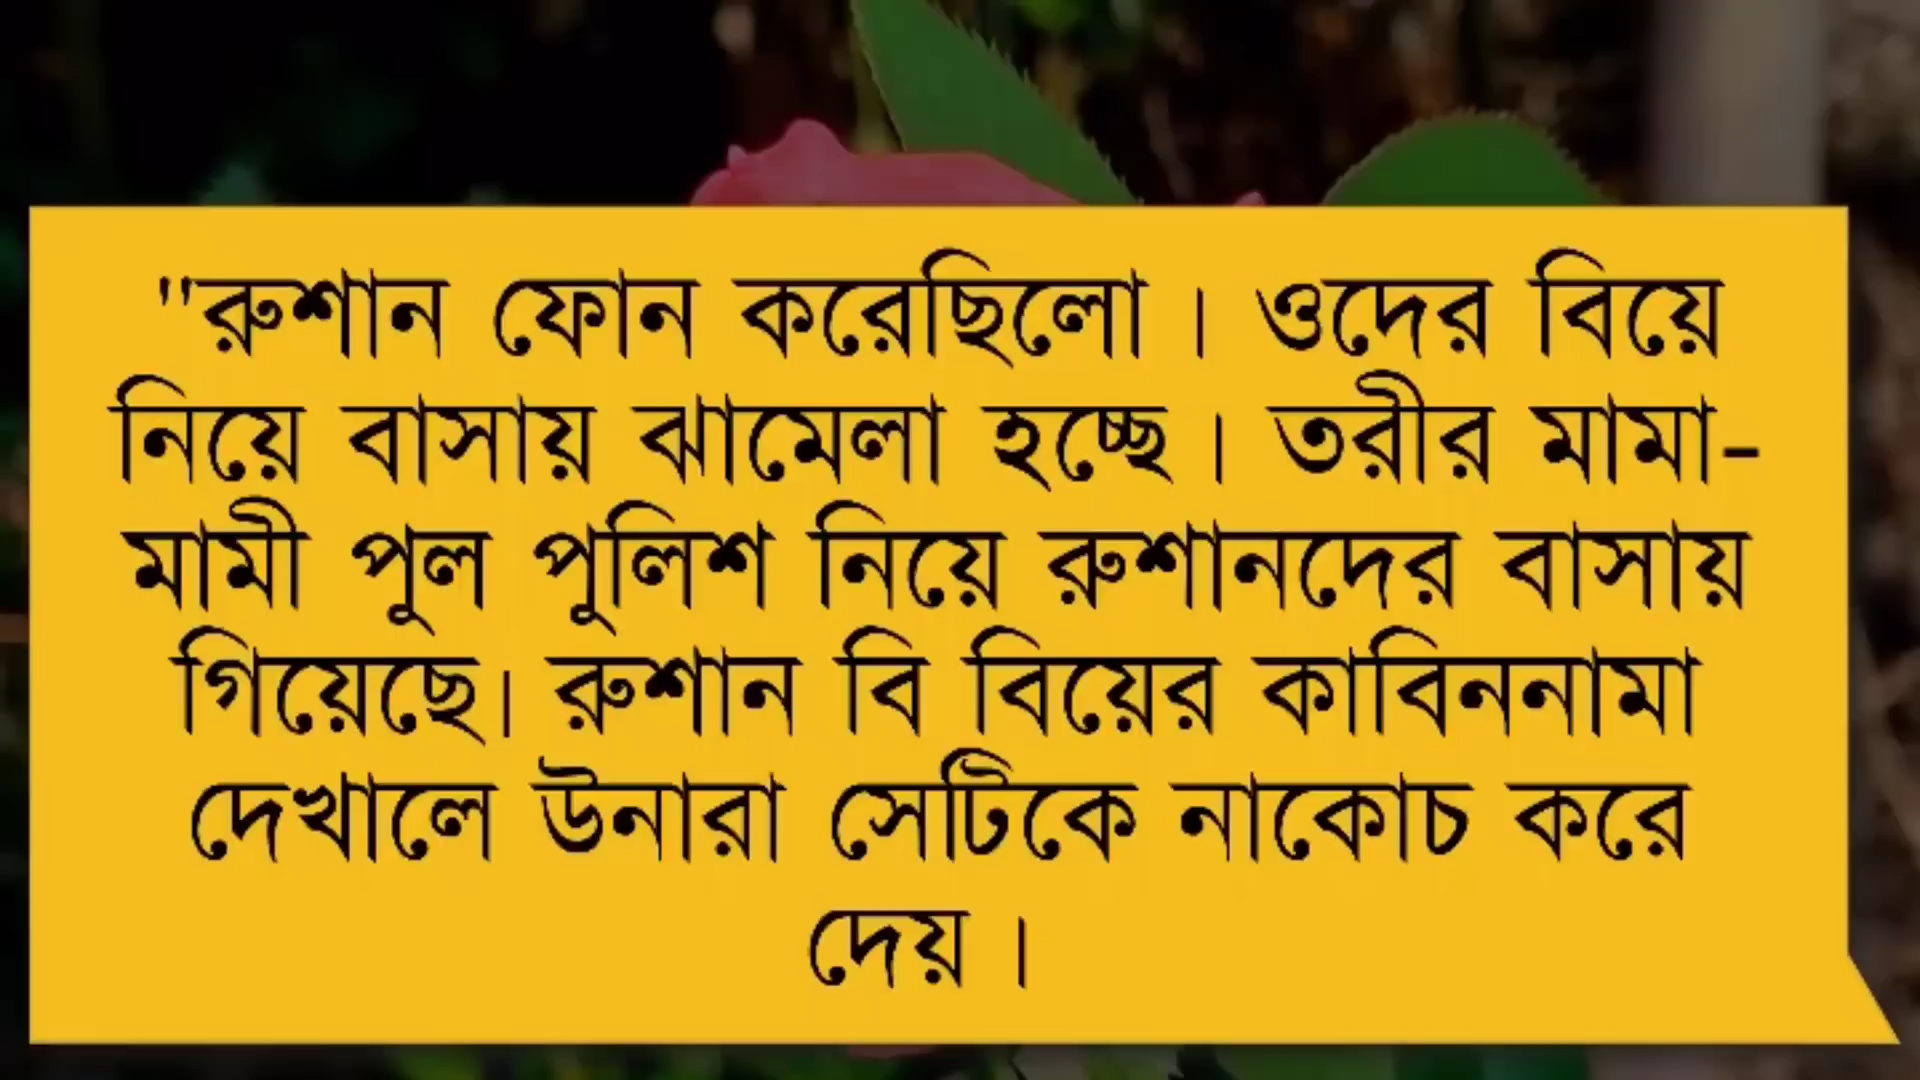 "রুশান ফোন করেছিলো । ওদের বিয়ে
নিয়ে বাসায় ঝামেলা হচ্ছে । তরীর মামা-
মামী পুল পুলিশ নিয়ে রুশানদের বাসায়
গিয়েছে। রুশান বি বিয়ের কাবিননামা
দেখালে উনারা সেটিকে নাকোচ করে
দেয় ।